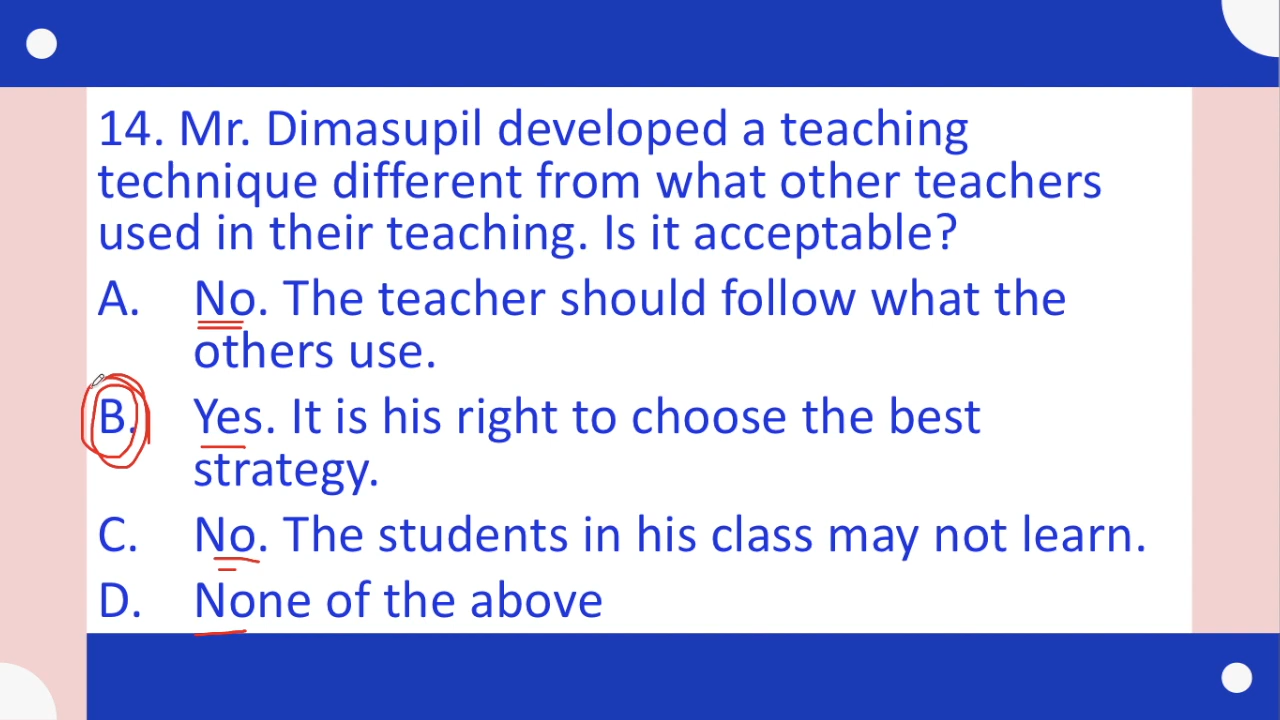 14. Mr. Dimasupil developed a teaching
technique different from what other teachers
used in their teaching. Is it acceptable?
A. No. The teacher should follow what the
others use.
B. Yes. It is his right to choose the best
strategy.
C. No. The students in his class may not learn.
D. None of the above